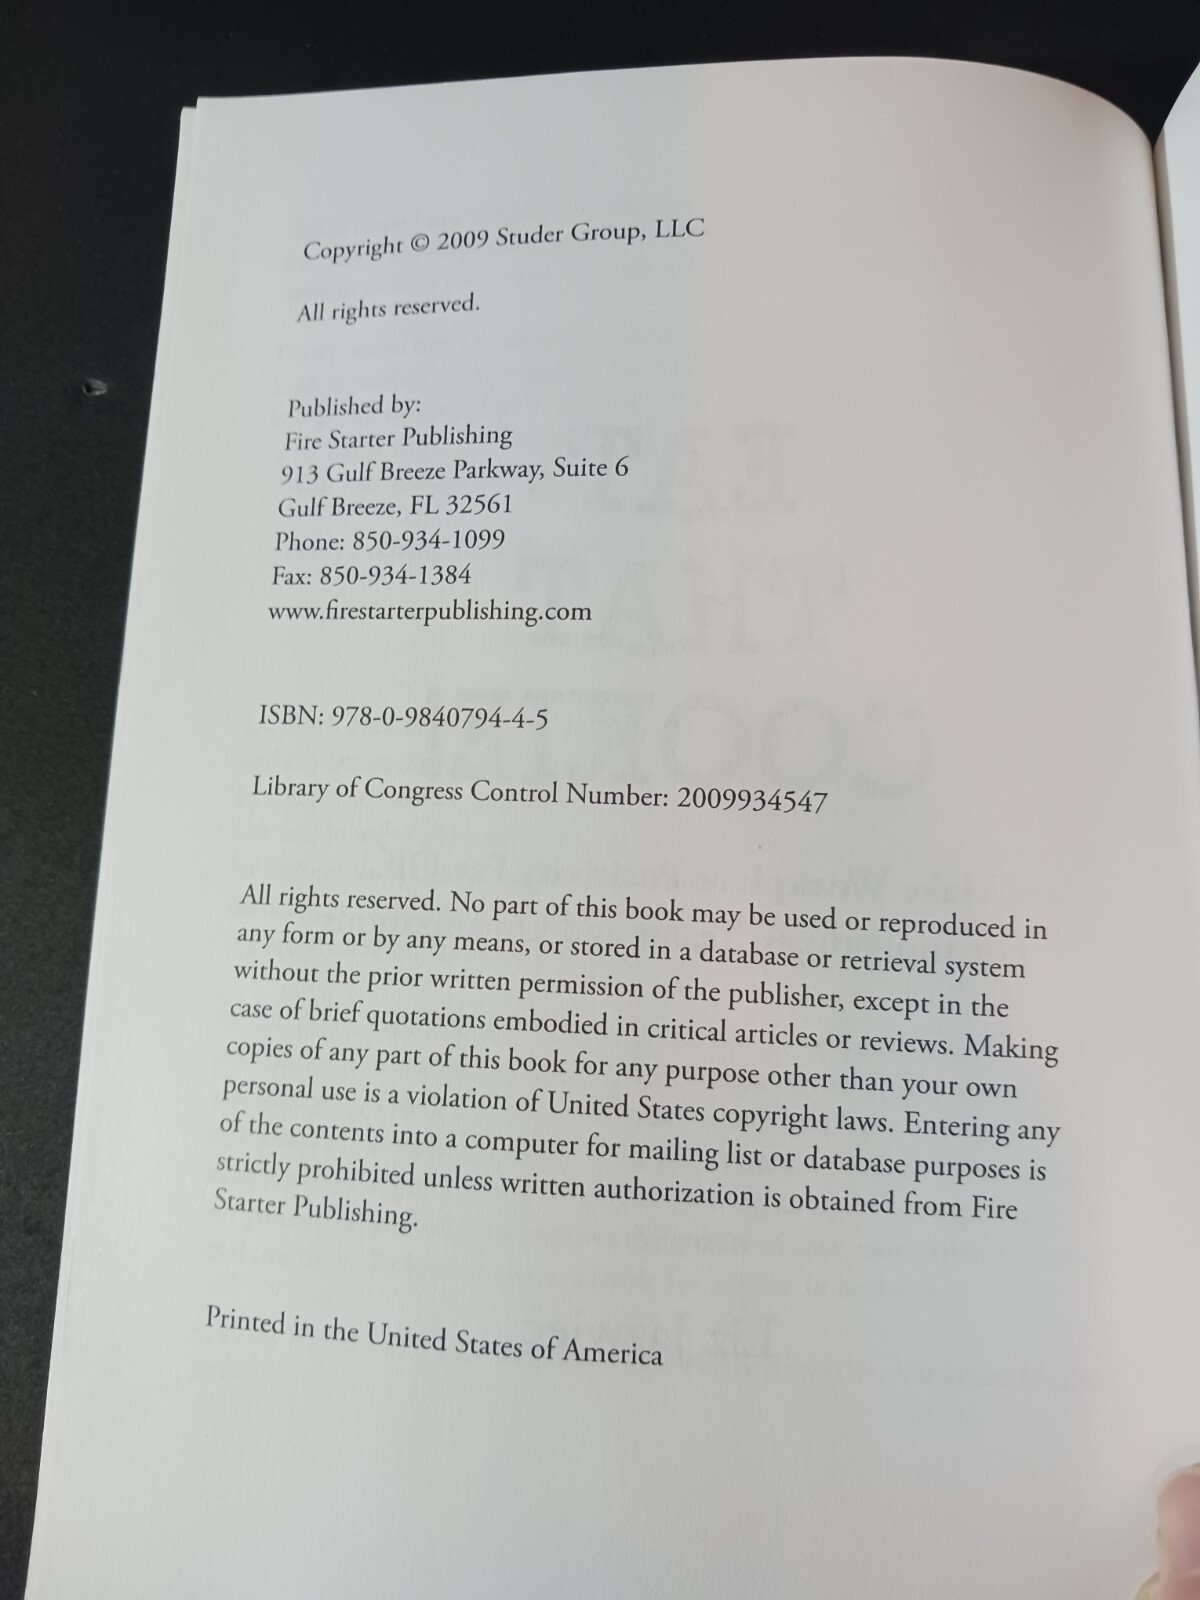 Copyright © 2009 Studer Group, LLC
All rights reserved.
Published by:
Fire Starter Publishing
913 Gulf Breeze Parkway, Suite 6
Gulf Breeze, FL 32561
Phone: 850-934-1099
Fax: 850-934-1384
www.firestarterpublishing.com
ISBN: 978-0-9840794-4-5
Library of Congress Control Number: 2009934547
All rights reserved. No part of this book may be used or reproduced in
any form or by any means, or stored in a database or retrieval system
without the prior written permission of the publisher, except in the
case of brief quotations embodied in critical articles or reviews. Making
copies of any part of this book for any purpose other than your own
personal use is a violation of United States copyright laws. Entering any
of the contents into a computer for mailing list or database purposes is
strictly prohibited unless written authorization is obtained from Fire
Starter Publishing.
Printed in the United States of America